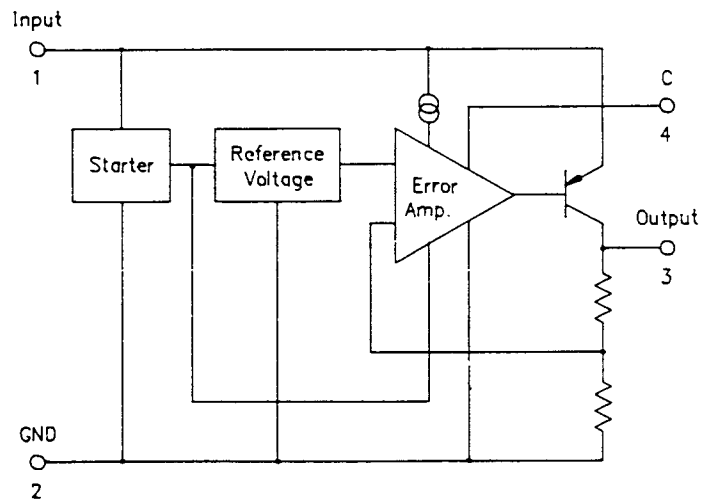 Input
1
C
4
Starter
Reference
Voltage
Error
Amp.
Output
3
GND
2